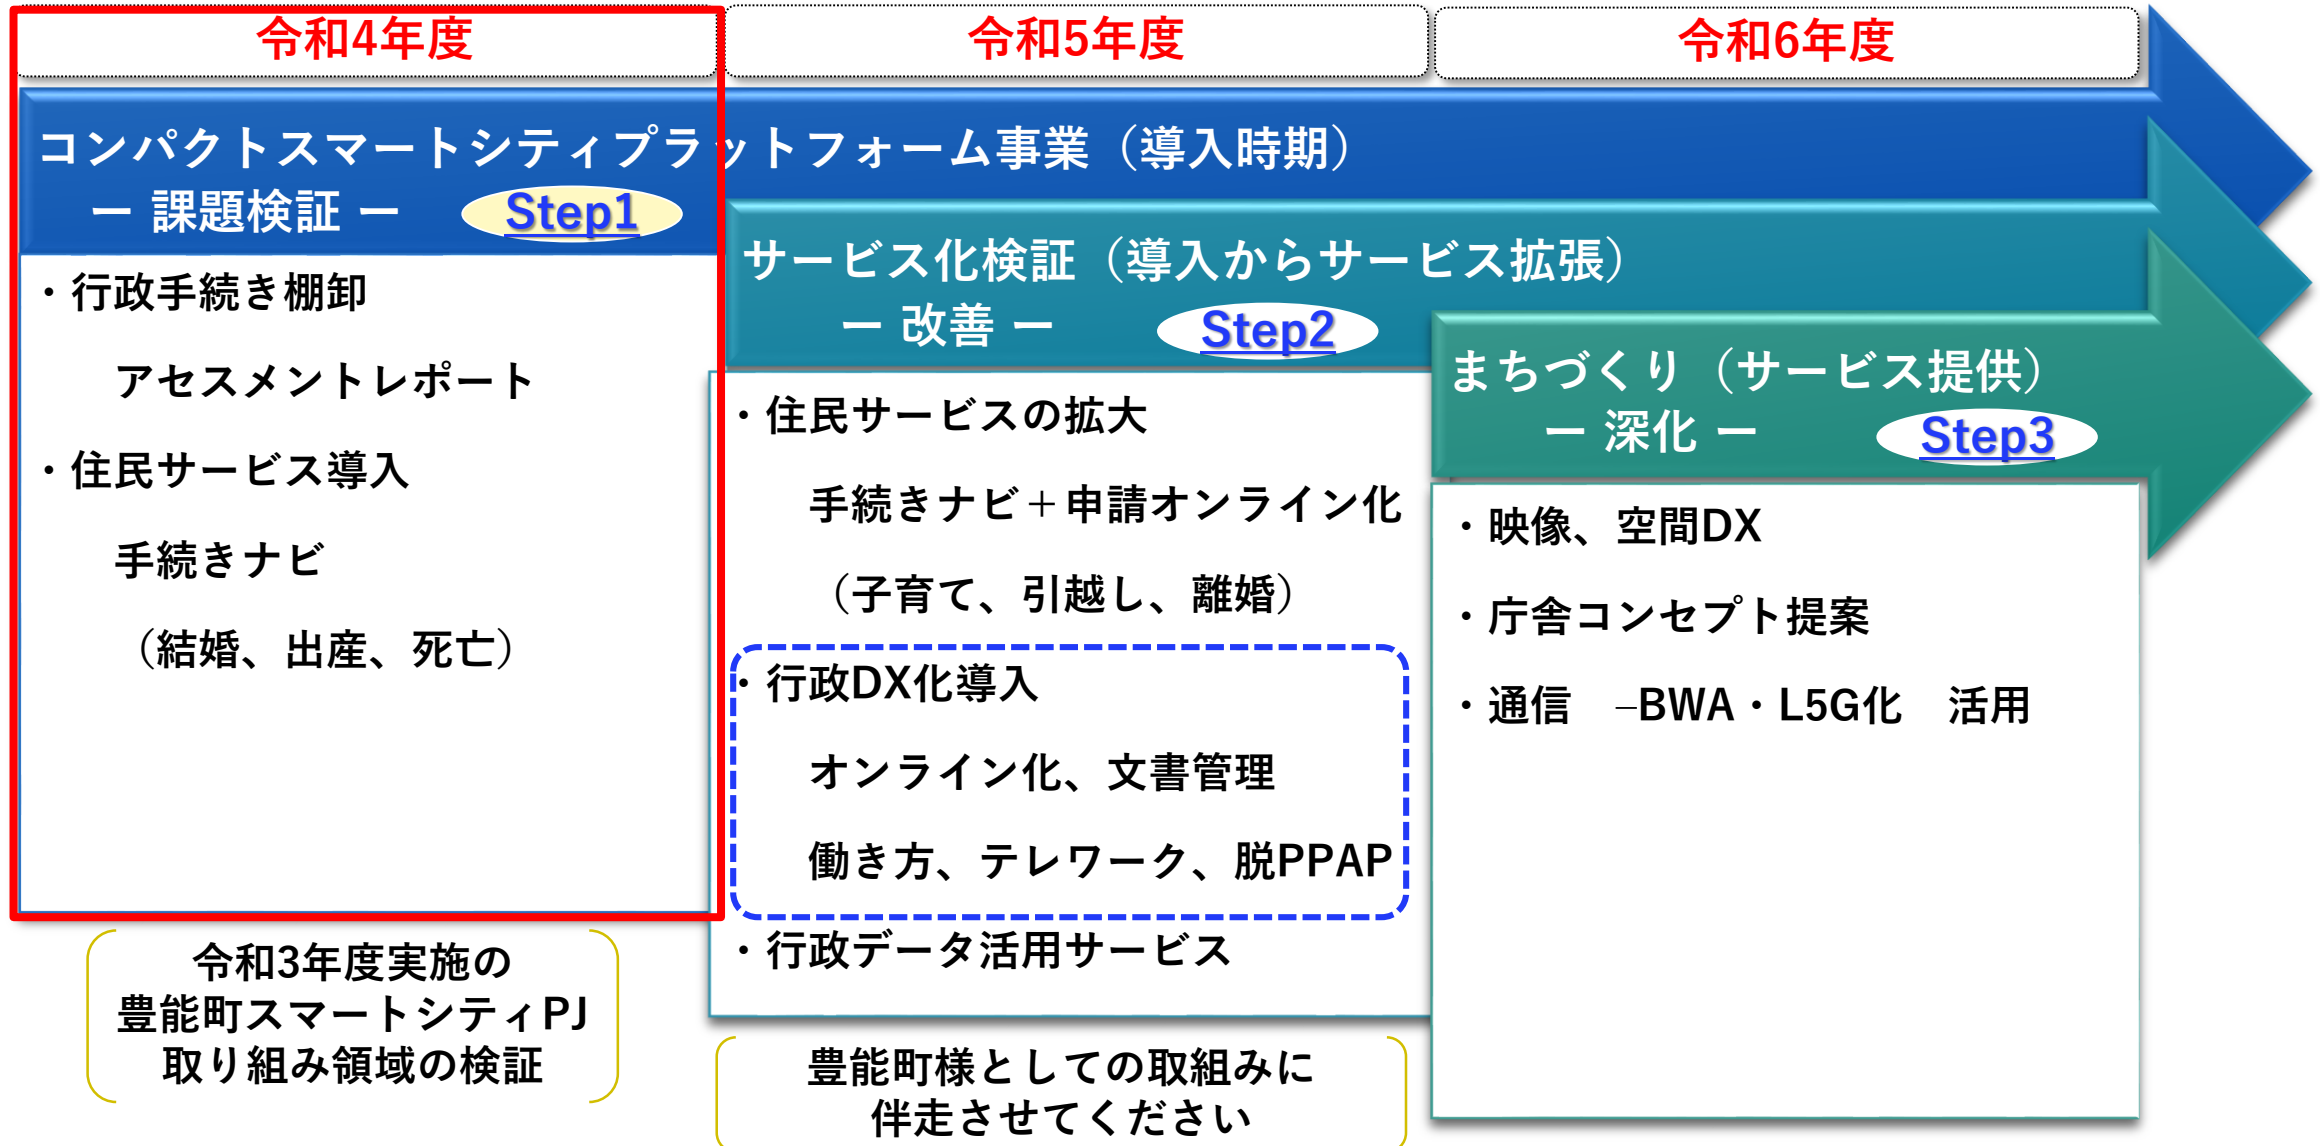 令和4年度
令和5年度
令和6年度
コンパクトスマートシティプラットフォーム事業（導入時期）
ー 課題検証 ー
Step1
・行政手続き棚卸
アセスメントレポート
・住民サービス導入
手続きナビ
（結婚、出産、死亡）
令和3年度実施の
豊能町スマートシティPJ
取り組み領域の検証
サービス化検証（導入からサービス拡張）
ー 改善 ー
Step2
・住民サービスの拡大
手続きナビ＋申請オンライン化
（子育て、引越し、離婚）
・行政DX化導入
オンライン化、文書管理
働き方、テレワーク、脱PPAP
・行政データ活用サービス
豊能町様としての取組みに
伴走させてください
まちづくり（サービス提供）
ー 深化 ー
Step3
・映像、空間DX
・庁舎コンセプト提案
・通信　–BWA・L5G化　活用